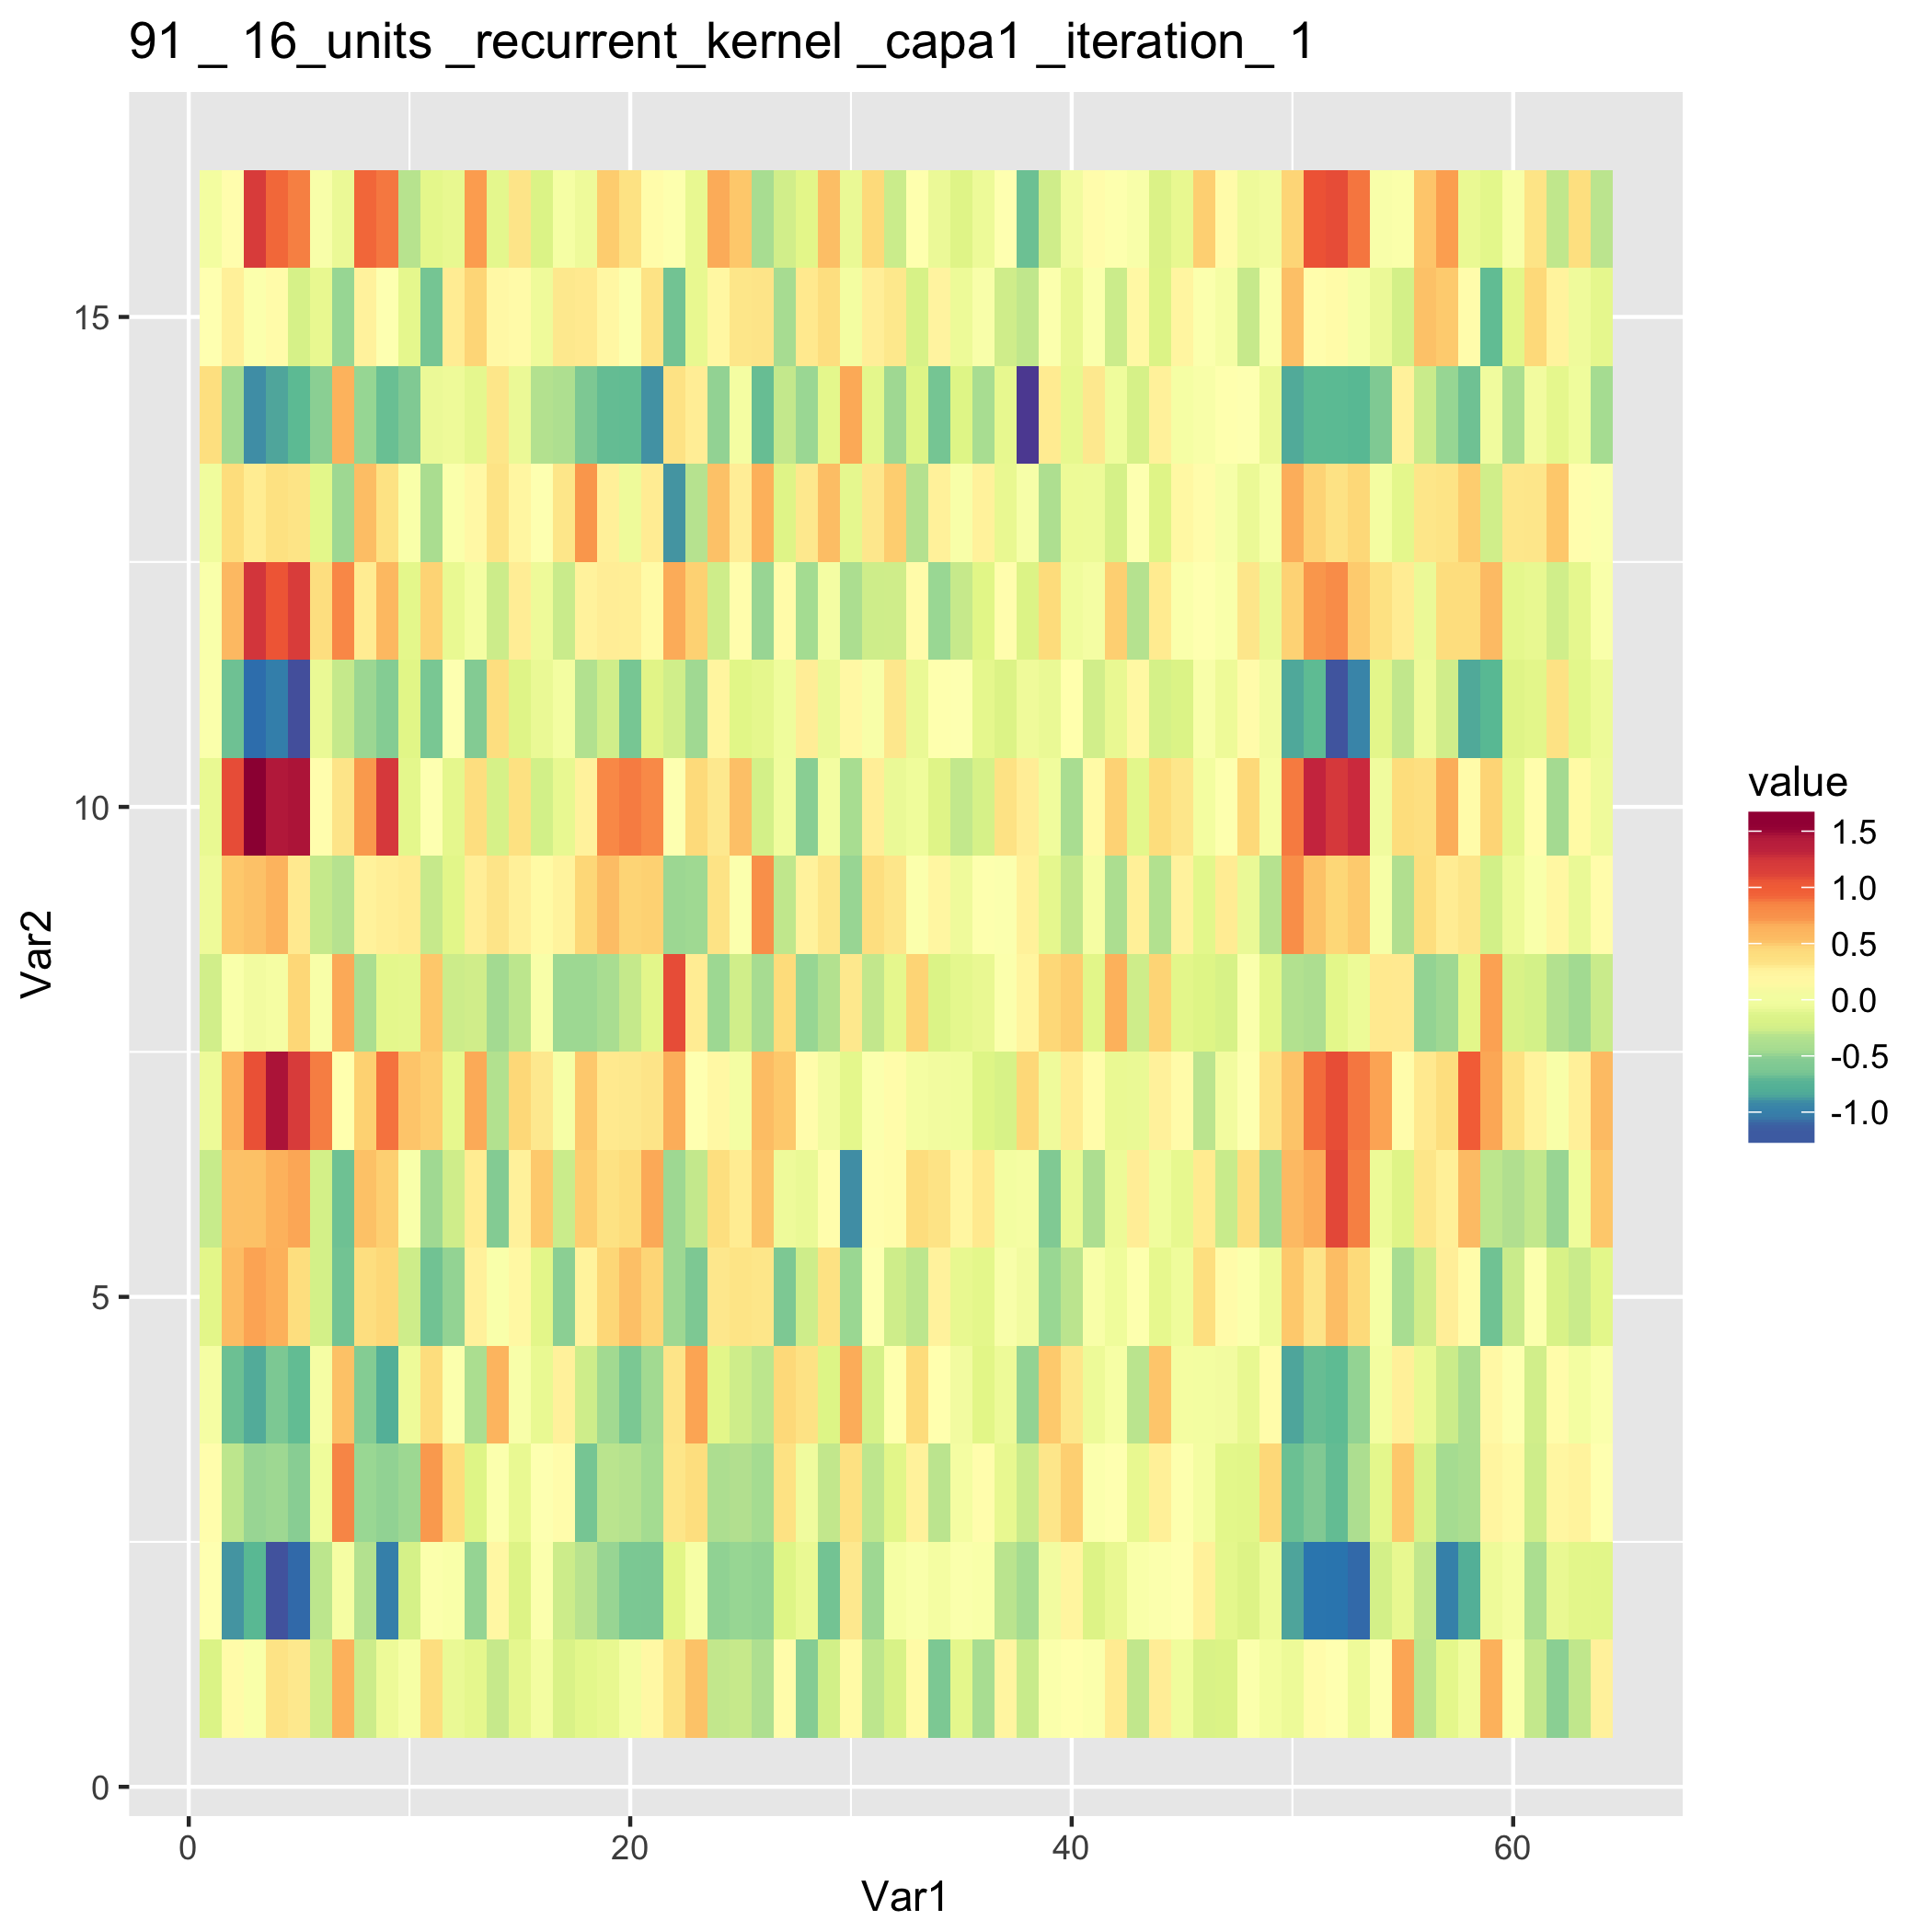 91 _ 16_units _recurrent_kernel _capa1 _iteration_ 1
15
10
5
0
0 20 40 60
Var1
Var2
value
1.5
1.0
0.5
0.0
-0.5
-1.0